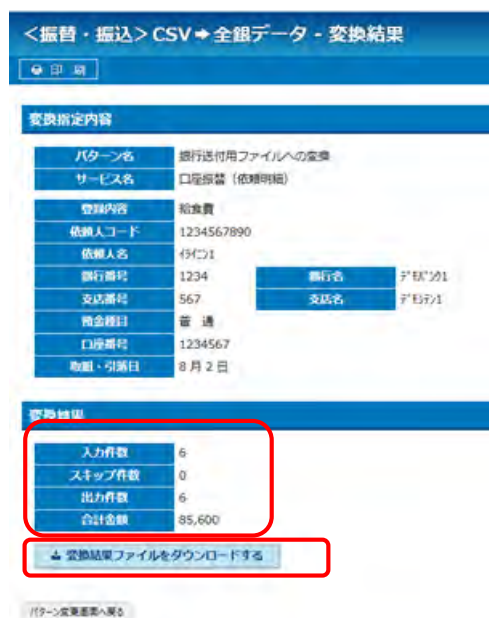 <振替・振込>CSV➔全銀データ - 変換結果
印 刷
変換指定内容
パターン名 銀行送付用ファイルへの変換
サービス名 口座振替（依頼明細）
登録内容 給食費
依頼人コード 1234567890
依頼人名 ｲﾗｲﾆﾝ1
銀行番号 1234 銀行名 ﾃﾞﾓﾊﾞﾝｸ1
支店番号 567 支店名 ﾃﾞﾓｼﾃﾝ1
預金種目 普 通
口座番号 1234567
取組・引落日 8 月 2 日
変換結果
入力件数 6
スキップ件数 0
出力件数 6
合計金額 85,600
変換結果ファイルをダウンロードする
パターン変更画面へ戻る